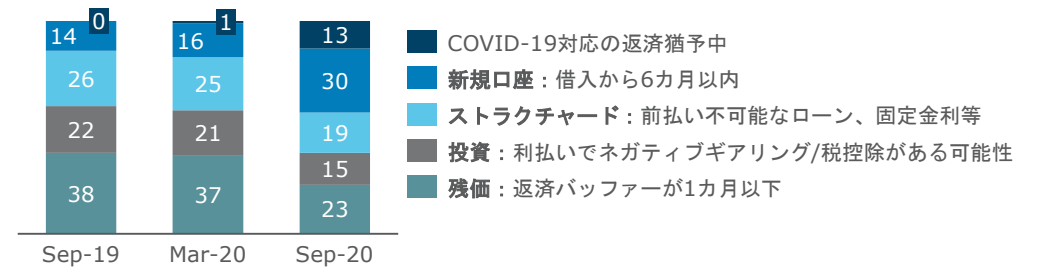 0
1
14
16
13
26
25
30
22
21
19
15
38
37
23
Sep-19
Mar-20
Sep-20
COVID-19対応の返済猶予中
新規口座：借入から6カ月以内
ストラクチャード：前払い不可能なローン、固定金利等
投資：利払いでネガティブギアリング/税控除がある可能性
残価：返済バッファーが1カ月以下